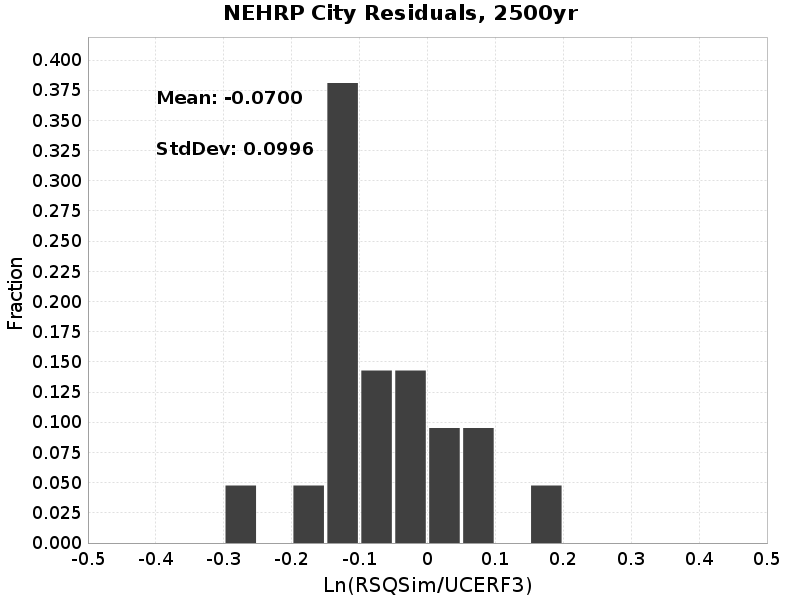 NEHRP City Residuals, 2500yr
0.400
0.375
0.350
0.325
0.300
0.275
0.250
0.225
0.200
0.175
0.150
0.125
0.100
0.075
0.050
0.025
0.000
Fraction
Mean: -0.0700
StdDev: 0.0996
-0.5 -0.4 -0.3 -0.2 -0.1 0 0.1 0.2 0.3 0.4 0.5
Ln(RSQSim/UCERF3)